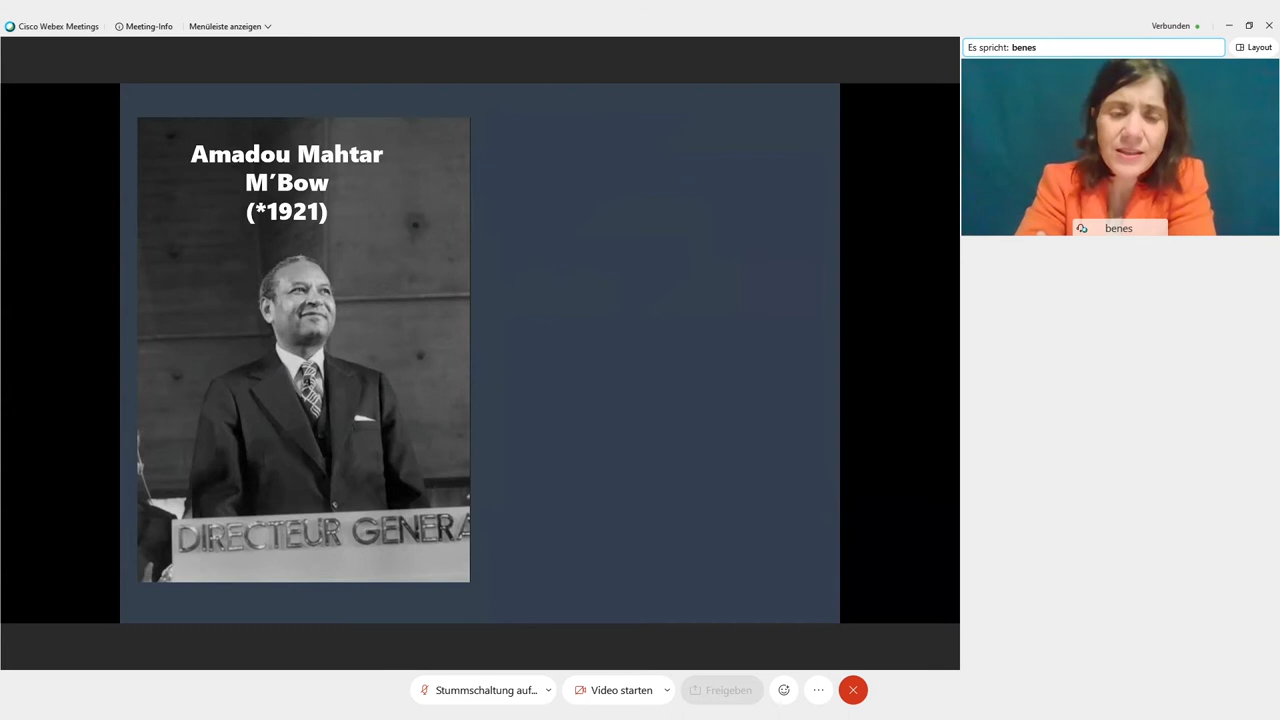 Cisco Webex Meetings
Meeting-Info
Menüleiste anzeigen
Verbunden
Es spricht: benes
Layout
Amadou Mahtar
M’Bow
(*1921)
DIRECTEUR GENERA
benes
Stummschaltung auf...
Video starten
Freigeben